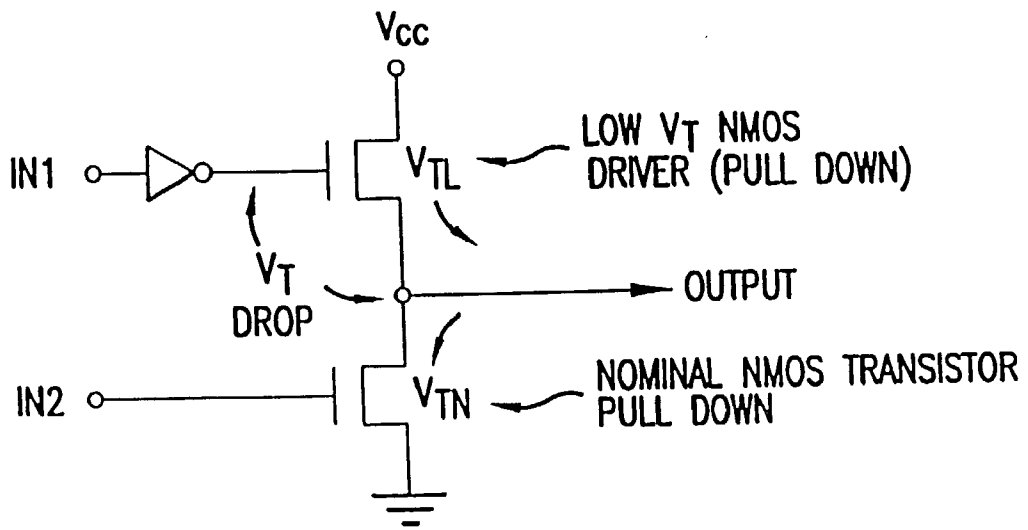 VCC
LOW VT NMOS
DRIVER (PULL DOWN)
IN1
VTL
VT
DROP
OUTPUT
IN2
VTN
NOMINAL NMOS TRANSISTOR
PULL DOWN